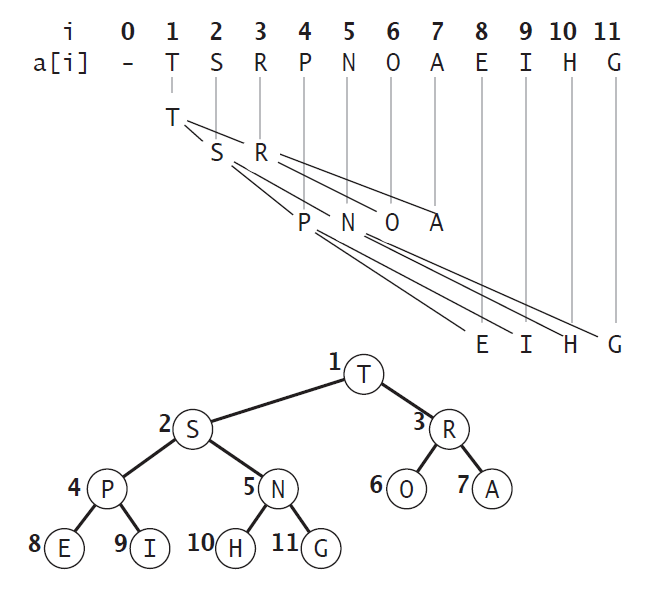 i 0 1 2 3 4 5 6 7 8 9 10 11
a[i] - T S R P N O A E I H G
T
S R
P N O A
E I H G
1 T
2 S 3 R
4 P 5 N 6 O 7 A
8 E 9 I 10 H 11 G